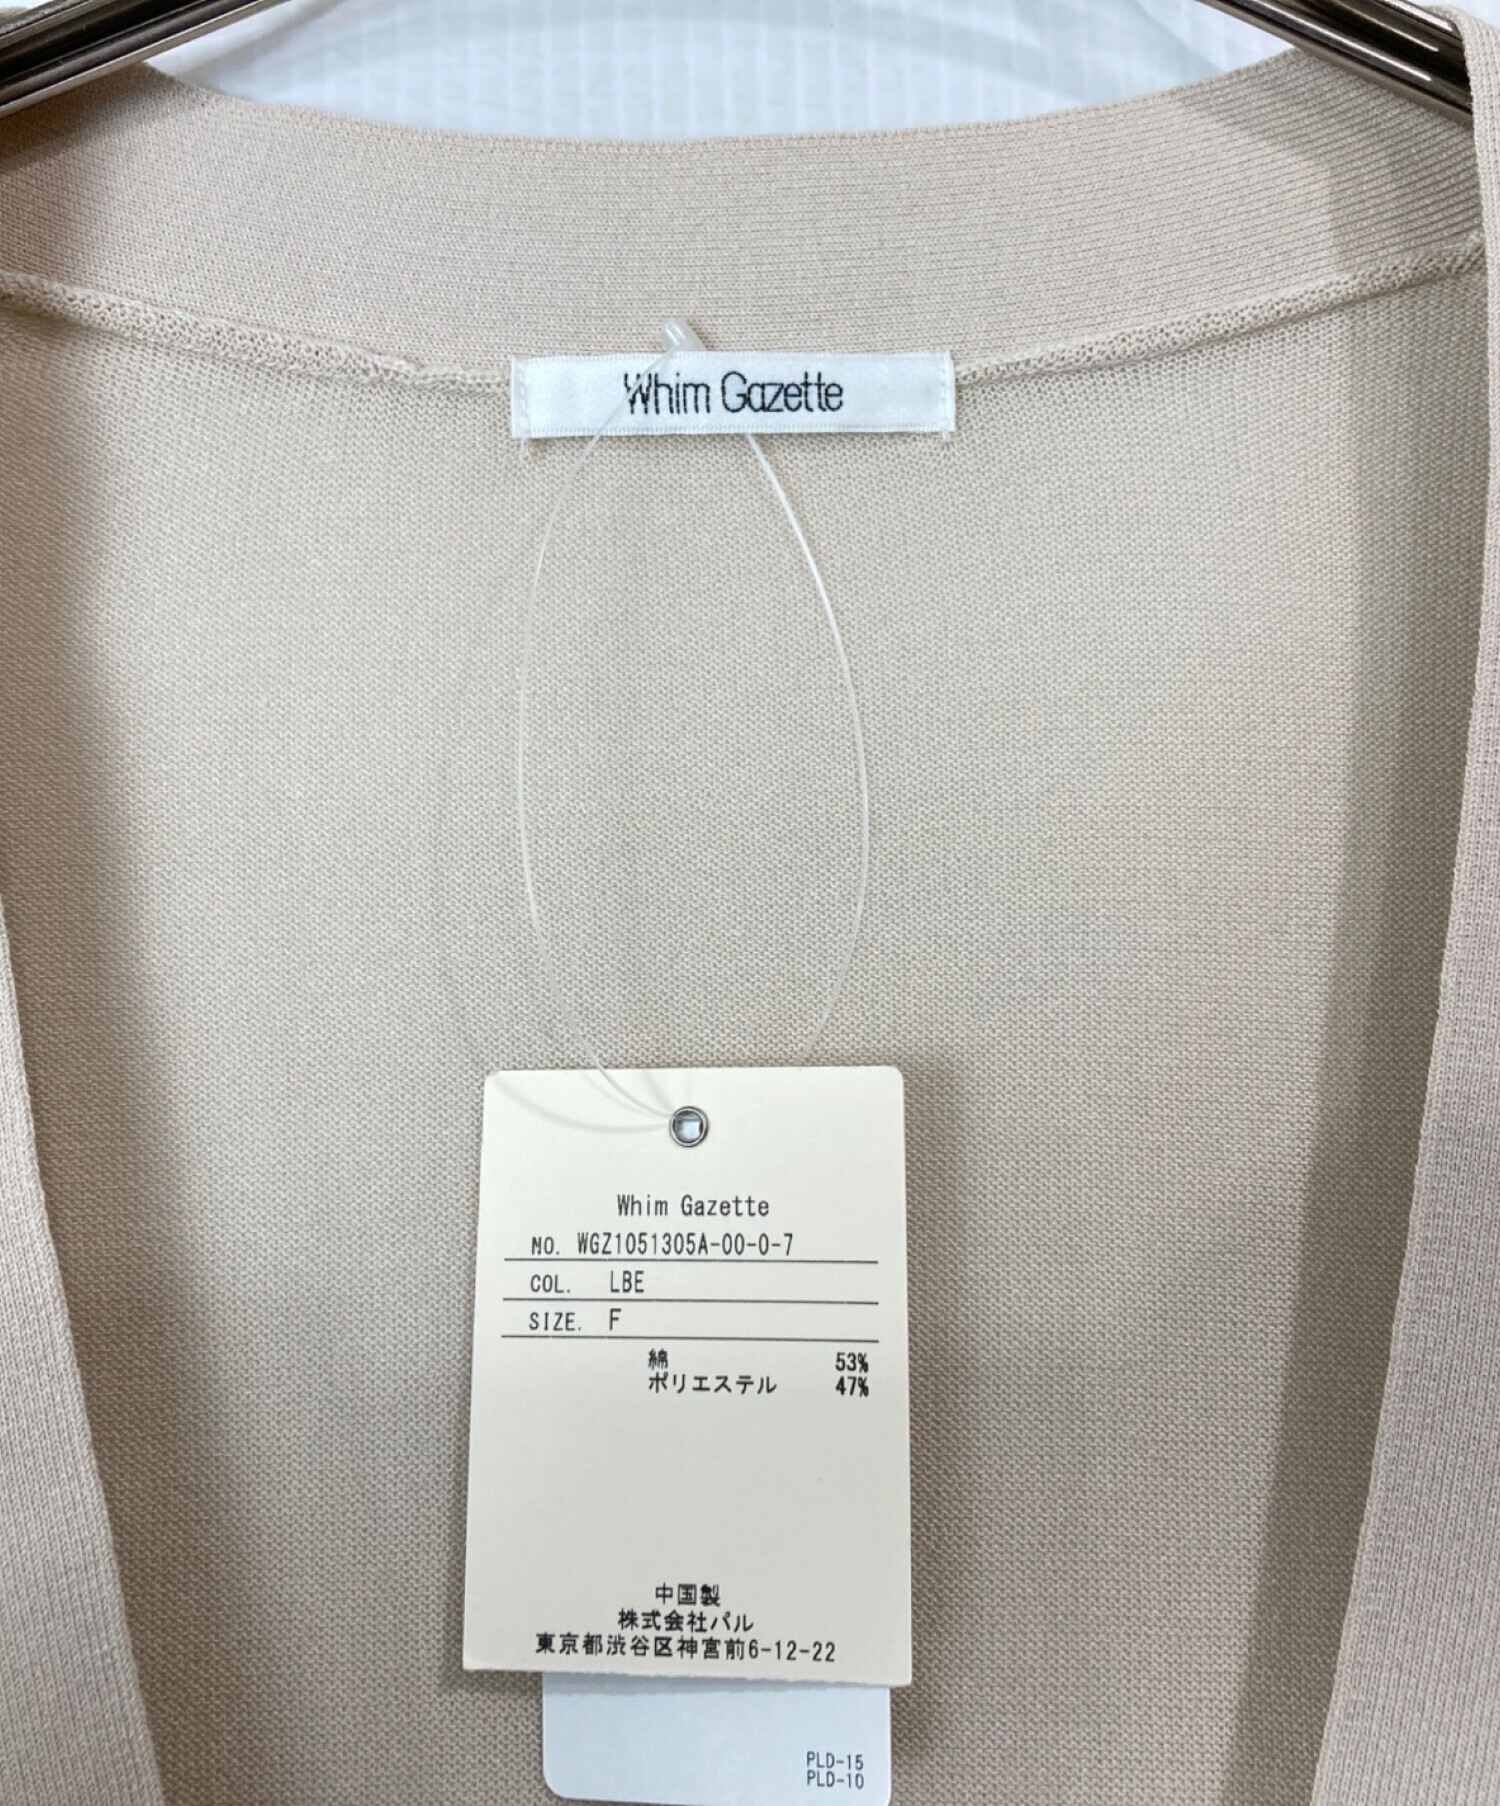 Whim Gazette
Whim Gazette
NO. WGZ1051305A-00-0-7
COL. LBE
SIZE. F
綿 53%
ポリエステル 47%
中国製
株式会社パル
東京都渋谷区神宮前6-12-22
PLD-15
PLD-10